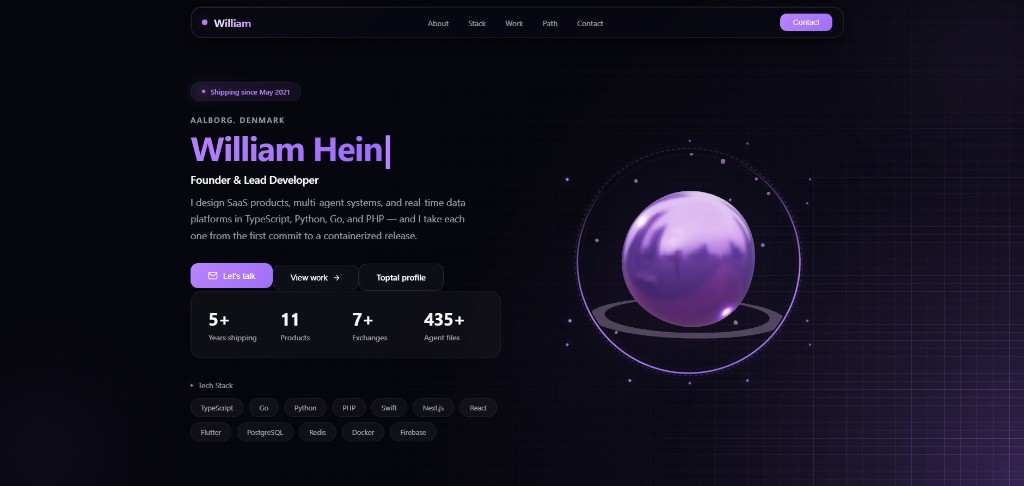 William
About Stack Work Path Contact
Contact
Shipping since May 2021
AALBORG, DENMARK
William Hein
Founder & Lead Developer
I design SaaS products, multi-agent systems, and real-time data
platforms in TypeScript, Python, Go, and PHP — and I take each
one from the first commit to a containerized release.
Let's talk View work → Toptal profile
5+ 11 7+ 435+
Years shipping Products Exchanges Agent files
Tech Stack
TypeScript Go Python PHP Swift Next.js React
Flutter PostgreSQL Redis Docker Firebase